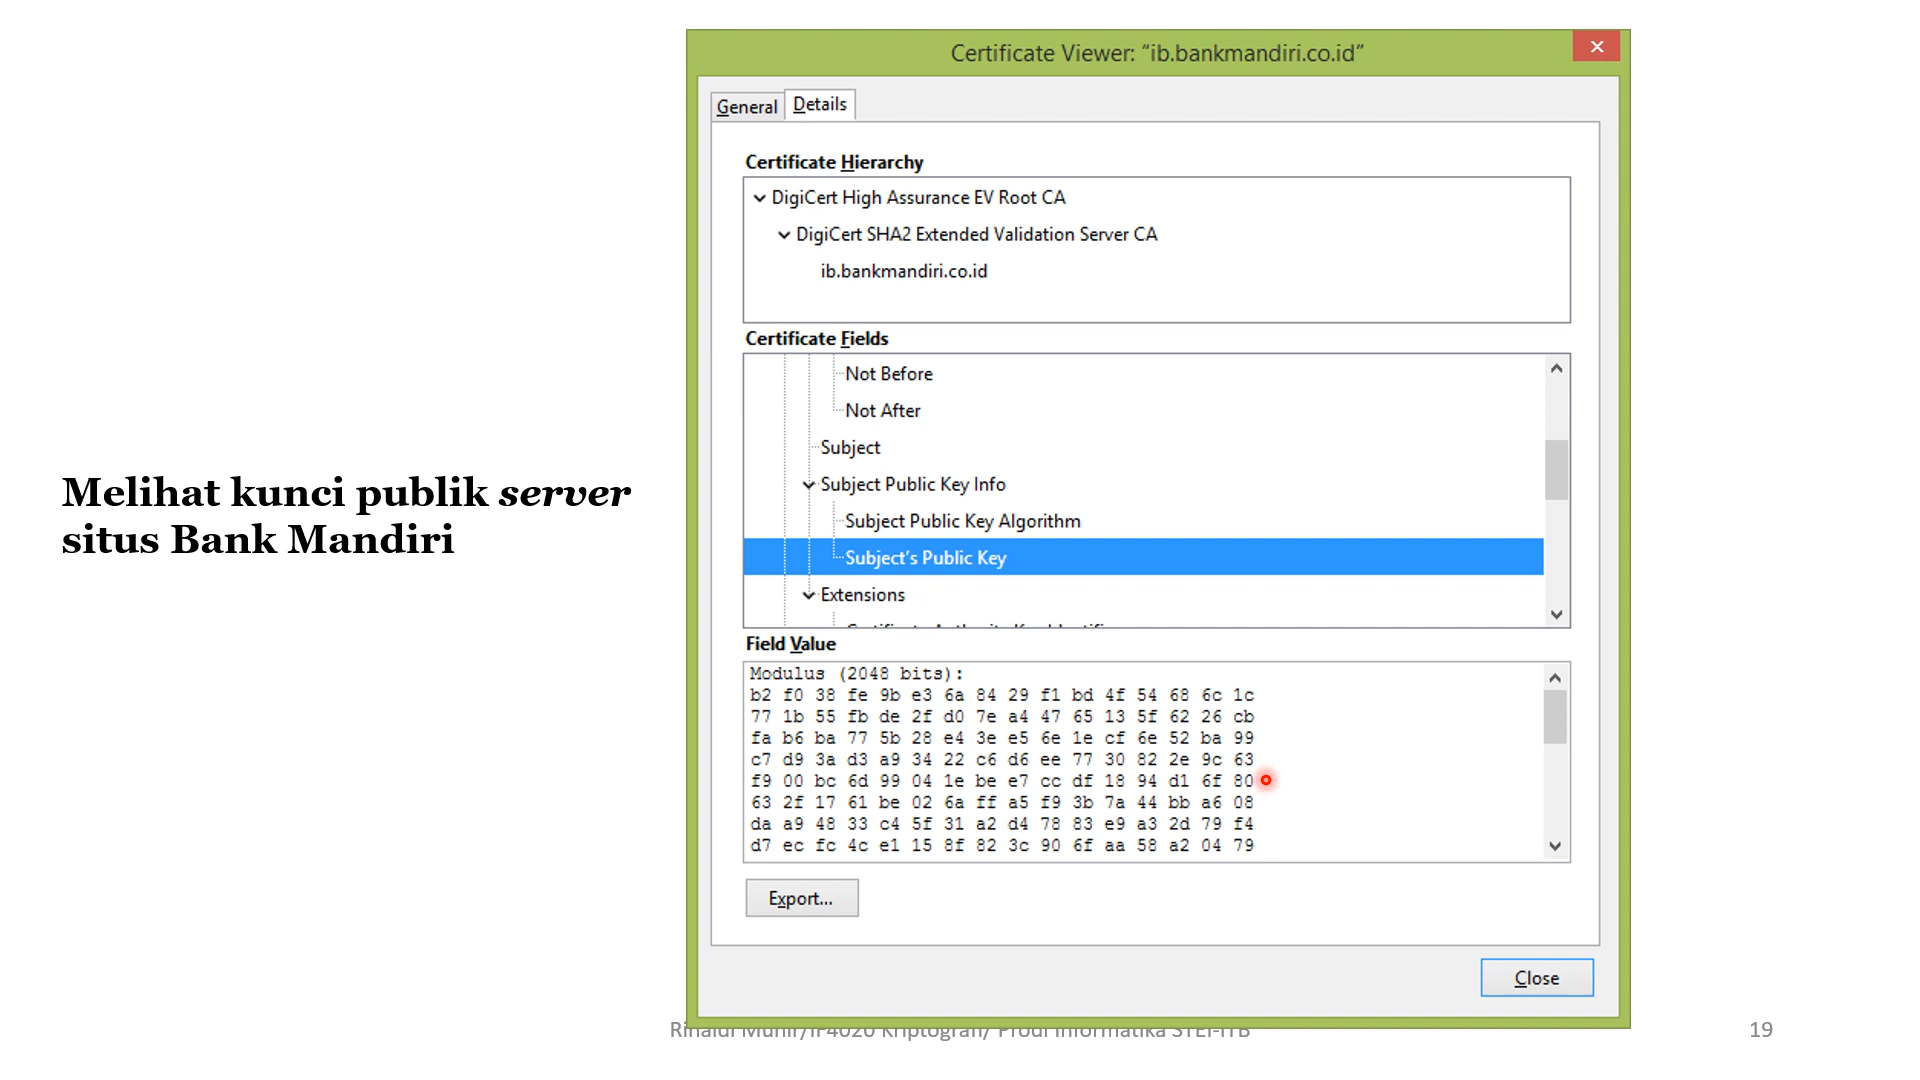 Certificate Viewer: “ib.bankmandiri.co.id”
General
Details
Certificate Hierarchy
DigiCert High Assurance EV Root CA
DigiCert SHA2 Extended Validation Server CA
ib.bankmandiri.co.id
Certificate Fields
Not Before
Not After
Subject
Subject Public Key Info
Subject Public Key Algorithm
Subject’s Public Key
Extensions
Field Value
Modulus (2048 bits):
b2 f0 38 fe 9b e3 6a 84 29 f1 bd 4f 54 68 6c 1c
77 1b 55 fb de 2f d0 7e a4 47 65 13 5f 62 26 cb
fa b6 ba 77 5b 28 e4 3e e5 6e 1e cf 6e 52 ba 99
c7 d9 3a d3 a9 34 22 c6 d6 ee 77 30 82 2e 9c 63
f9 00 bc 6d 99 04 1e be e7 cc df 18 94 d1 6f 80
63 2f 17 61 be 02 6a ff a5 f9 3b 7a 44 bb a6 08
da a9 48 33 c4 5f 31 a2 d4 78 83 e9 a3 2d 79 f4
d7 ec fc 4c e1 15 8f 82 3c 90 6f aa 58 a2 04 79
Export...
Close
Melihat kunci publik server
situs Bank Mandiri
Rinaldi Munir/IF4020 Kriptografi/ Prodi Informatika STEI-ITB
19